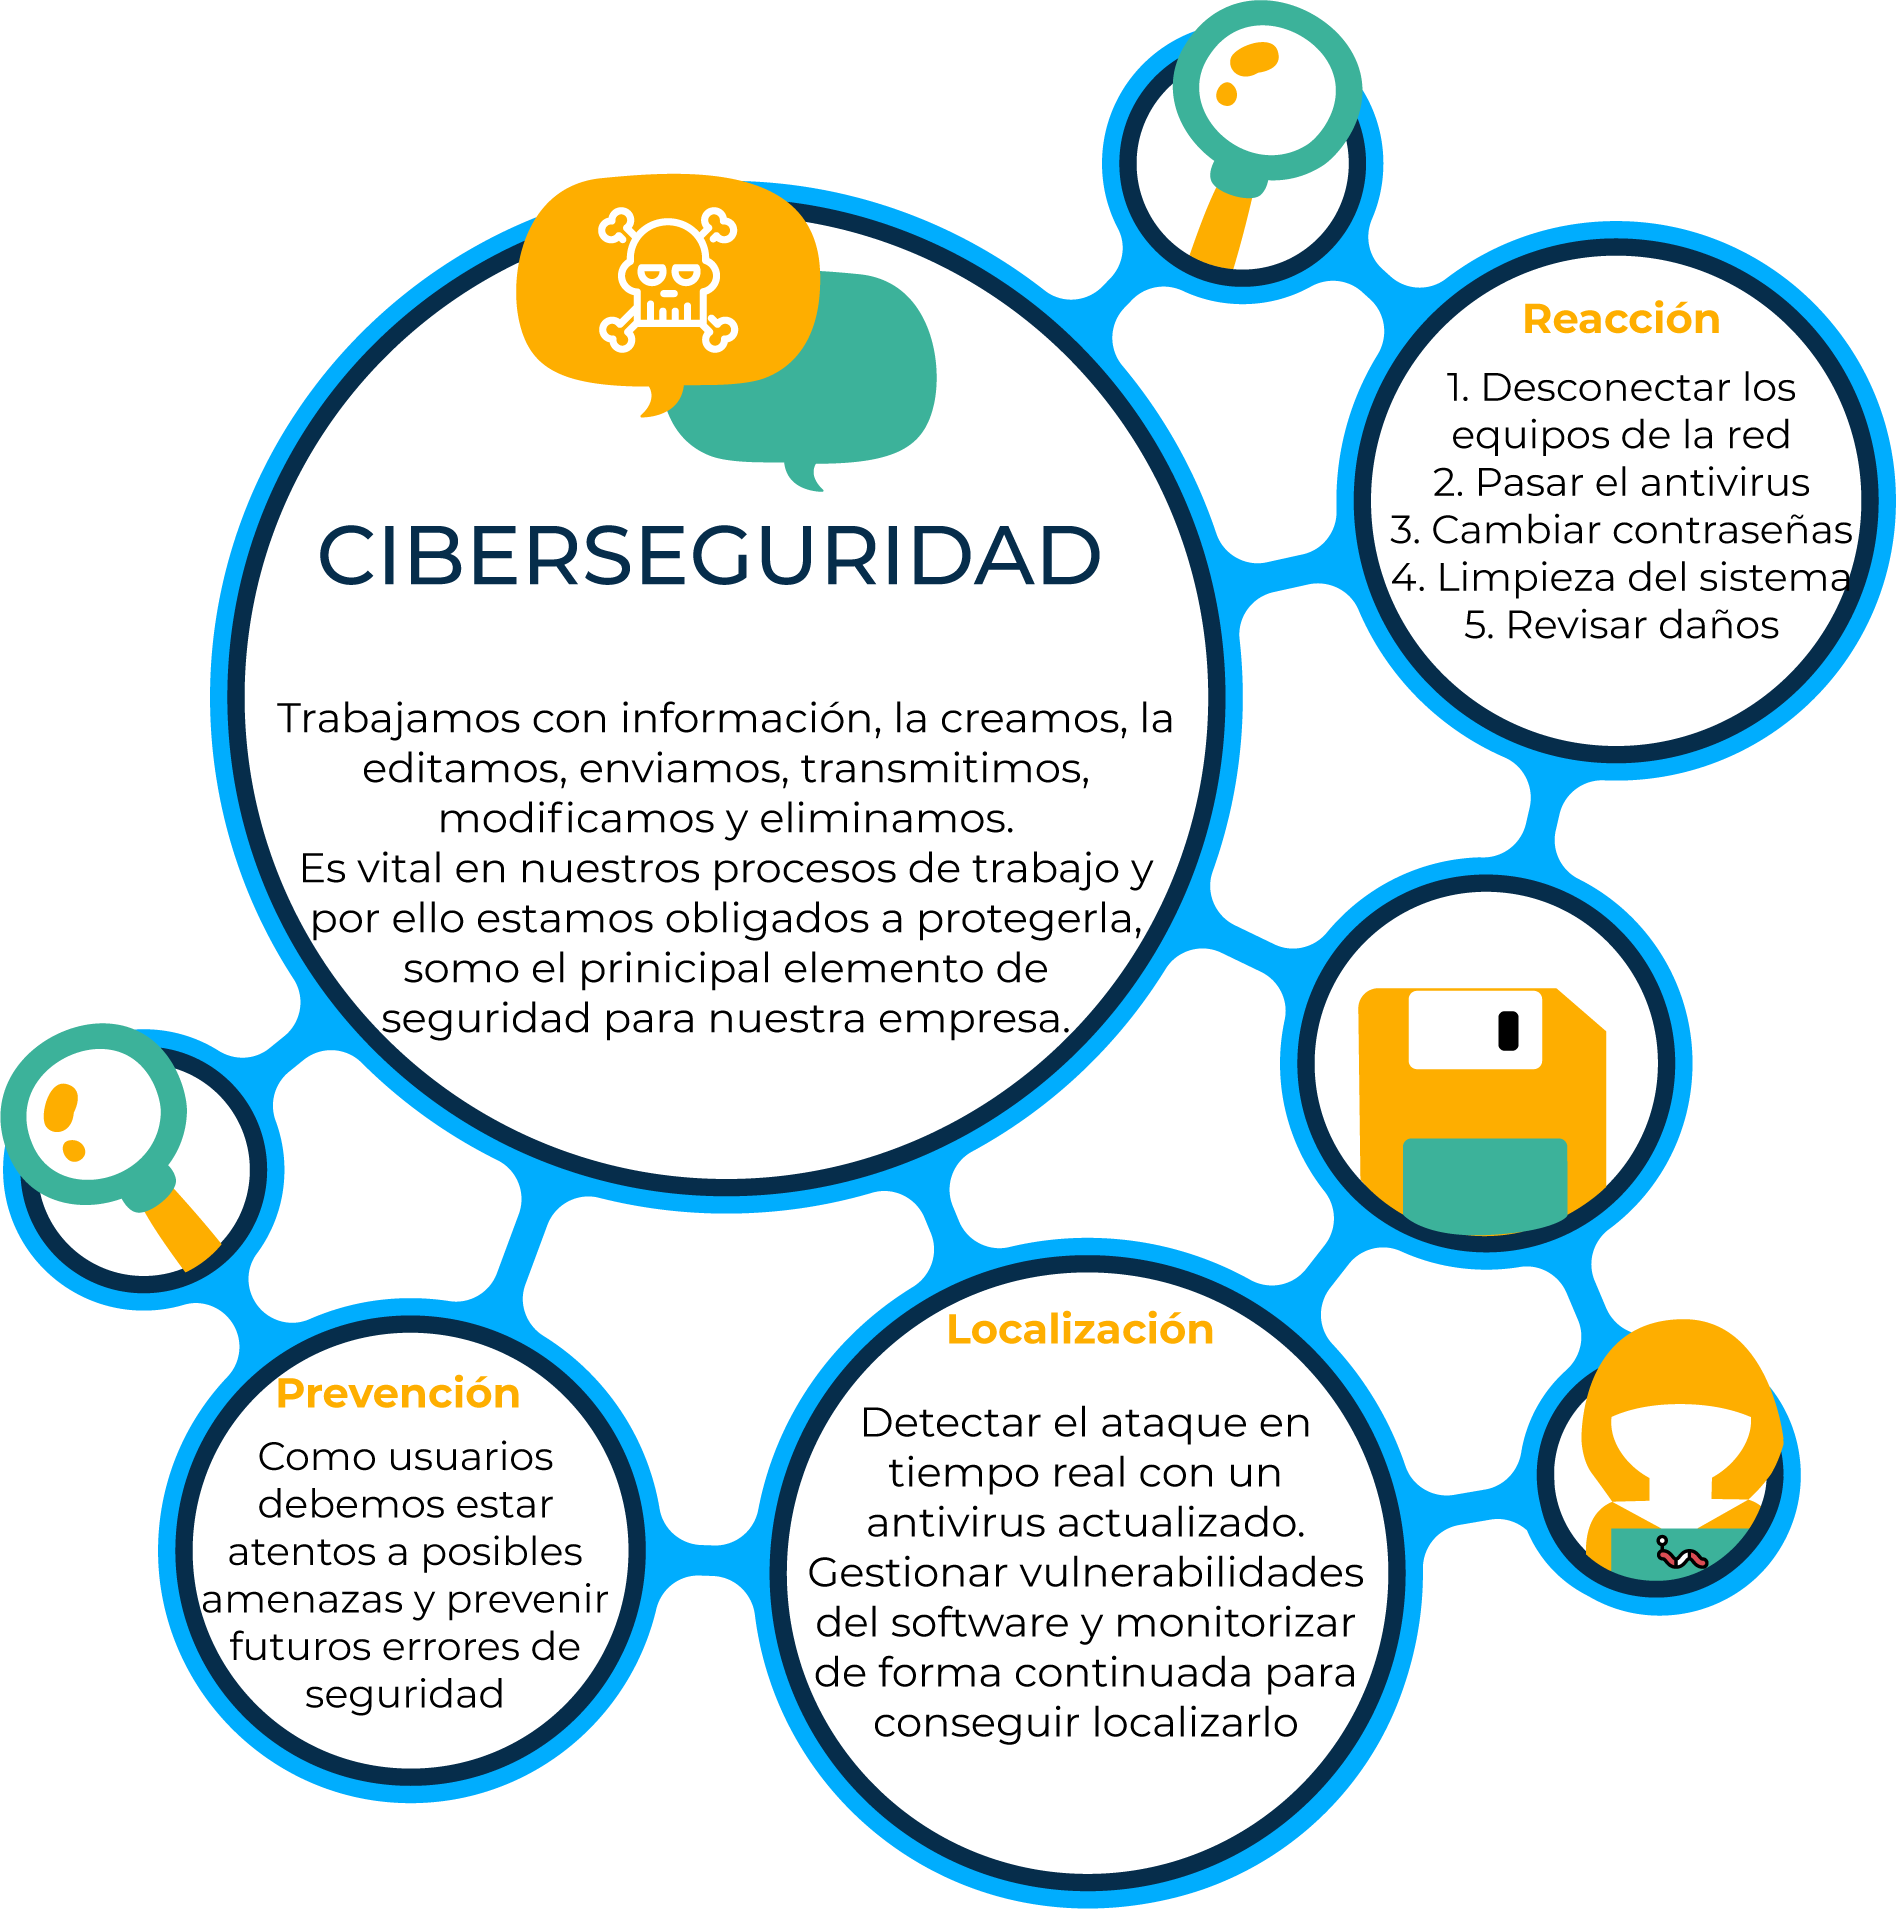 CIBERSEGURIDAD
Trabajamos con información, la creamos, la
editamos, enviamos, transmitimos,
modificamos y eliminamos.
Es vital en nuestros procesos de trabajo y
por ello estamos obligados a protegerla,
somo el prinicipal elemento de
seguridad para nuestra empresa.
Reacción
1. Desconectar los
equipos de la red
2. Pasar el antivirus
3. Cambiar contraseñas
4. Limpieza del sistema
5. Revisar daños
Prevención
Como usuarios
debemos estar
atentos a posibles
amenazas y prevenir
futuros errores de
seguridad
Localización
Detectar el ataque en
tiempo real con un
antivirus actualizado.
Gestionar vulnerabilidades
del software y monitorizar
de forma continuada para
conseguir localizarlo